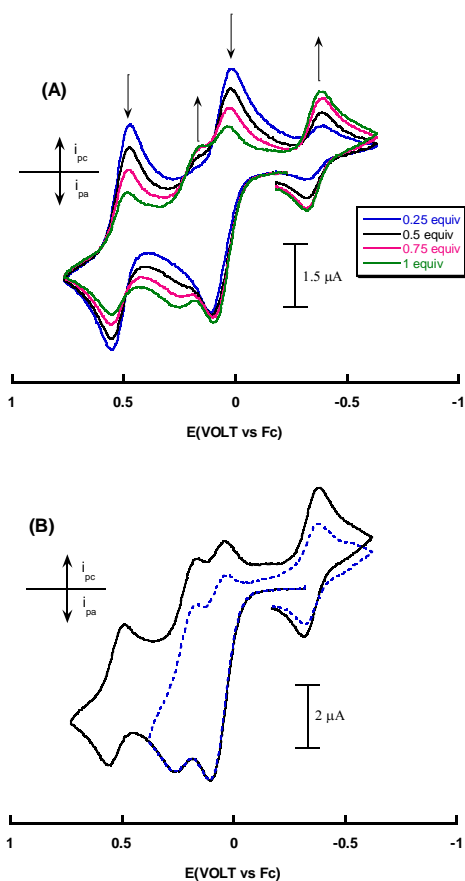 (A)
i pc
i pa
0.25 equiv
0.5 equiv
0.75 equiv
1 equiv
1.5 μA
1 0.5 0 -0.5 -1
E(VOLT vs Fc)
(B)
i pc
i pa
2 μA
1 0.5 0 -0.5 -1
E(VOLT vs Fc)